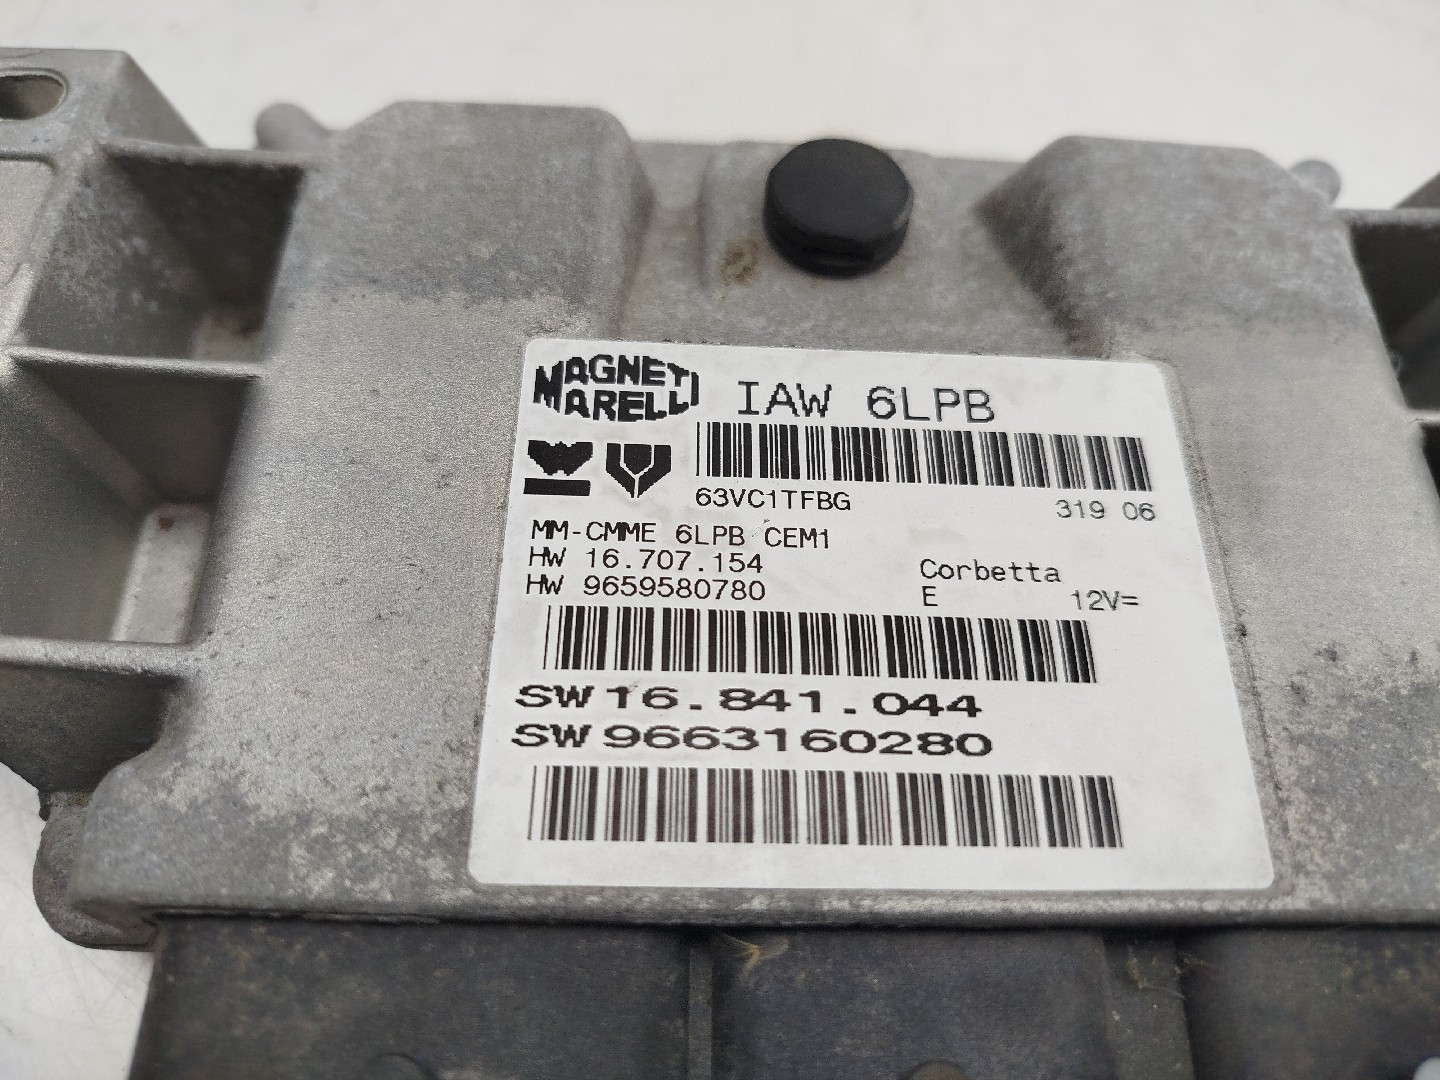 MAGNETI MARELLI IAW 6LPB
63VC1TFBG 319 06
MM-CMME 6LPB CEM1
HW 16.707.154 Corbetta
HW 9659580780 E 12V=
SW 16.841.044
SW 9663160280